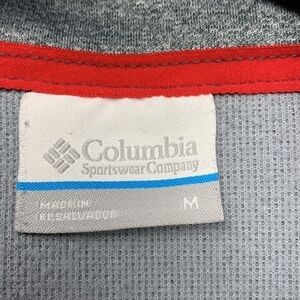 Columbia
Sportswear Company
MADE IN
EL SALVADOR
M